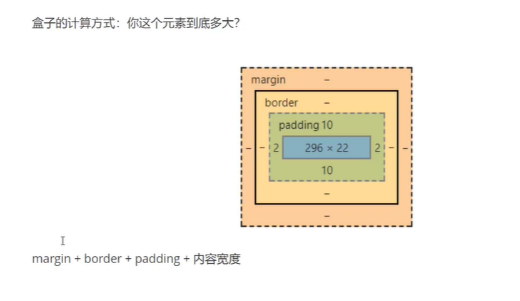 盒子的计算方式：你这个元素到底多大？
margin －
border －
padding 10
－ － 2 296 × 22 2 － －
10
－
－
margin + border + padding + 内容宽度